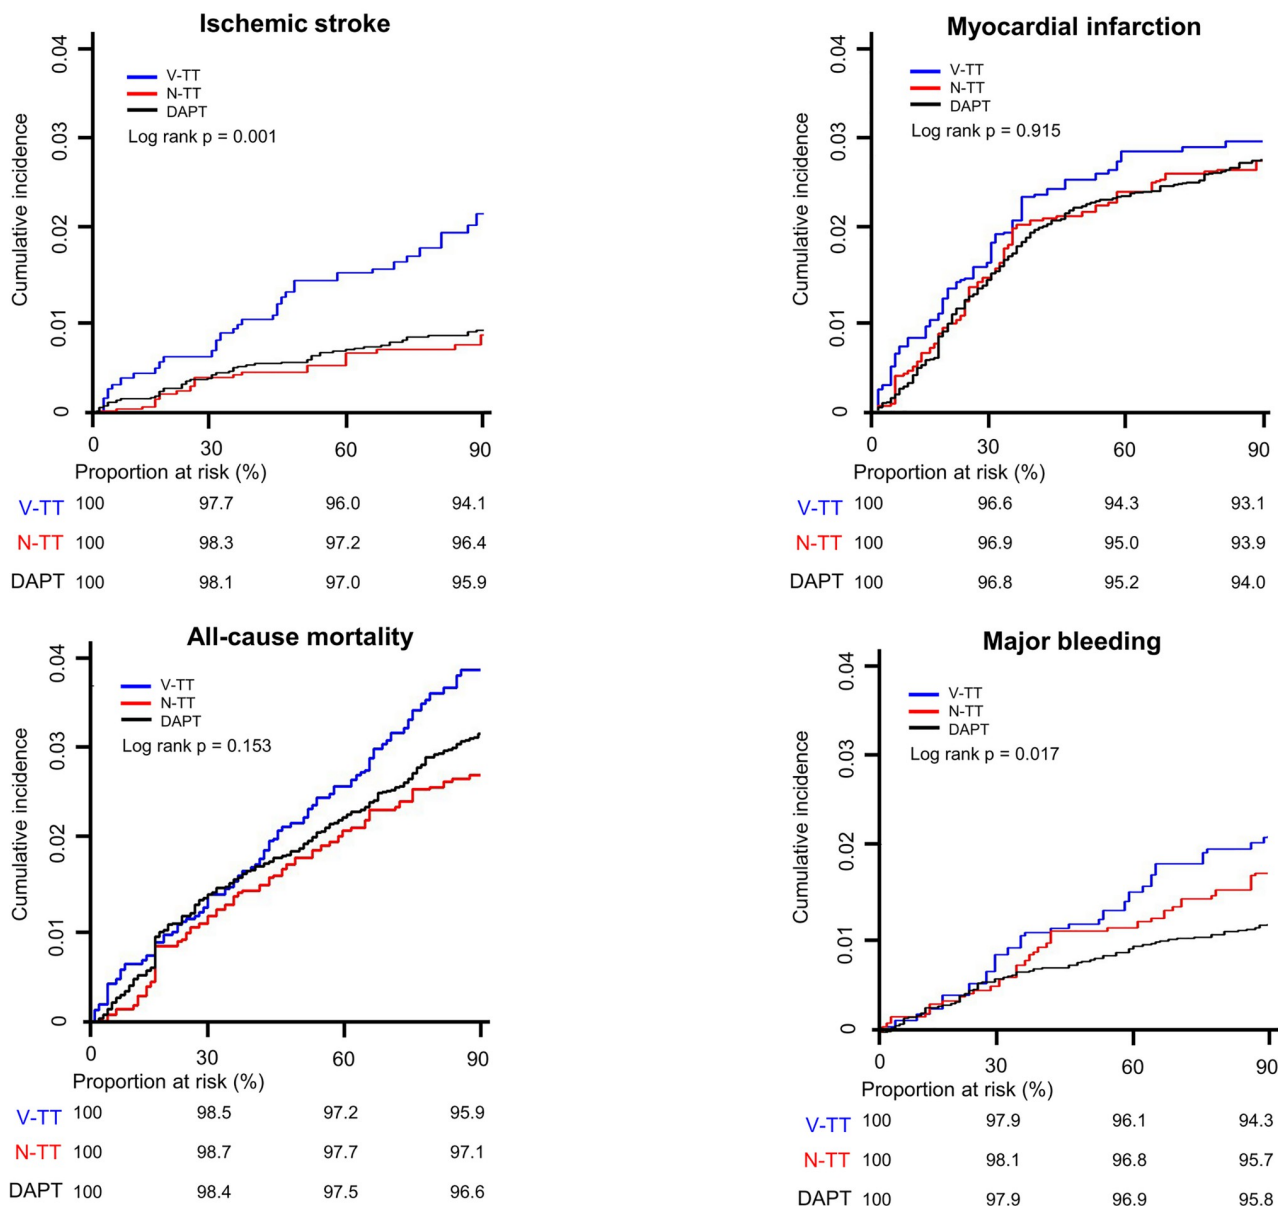 Ischemic stroke
Cumulative incidence
0.04
0.03
0.02
0.01
0
V-TT
N-TT
DAPT
Log rank p = 0.001
0 30 60 90
Proportion at risk (%)
V-TT 100 97.7 96.0 94.1
N-TT 100 98.3 97.2 96.4
DAPT 100 98.1 97.0 95.9
Myocardial infarction
Cumulative incidence
0.04
0.03
0.02
0.01
0
V-TT
N-TT
DAPT
Log rank p = 0.915
0 30 60 90
Proportion at risk (%)
V-TT 100 96.6 94.3 93.1
N-TT 100 96.9 95.0 93.9
DAPT 100 96.8 95.2 94.0
All-cause mortality
Cumulative incidence
0.04
0.03
0.02
0.01
0
V-TT
N-TT
DAPT
Log rank p = 0.153
0 30 60 90
Proportion at risk (%)
V-TT 100 98.5 97.2 95.9
N-TT 100 98.7 97.7 97.1
DAPT 100 98.4 97.5 96.6
Major bleeding
Cumulative incidence
0.04
0.03
0.02
0.01
0
V-TT
N-TT
DAPT
Log rank p = 0.017
0 30 60 90
Proportion at risk (%)
V-TT 100 97.9 96.1 94.3
N-TT 100 98.1 96.8 95.7
DAPT 100 97.9 96.9 95.8